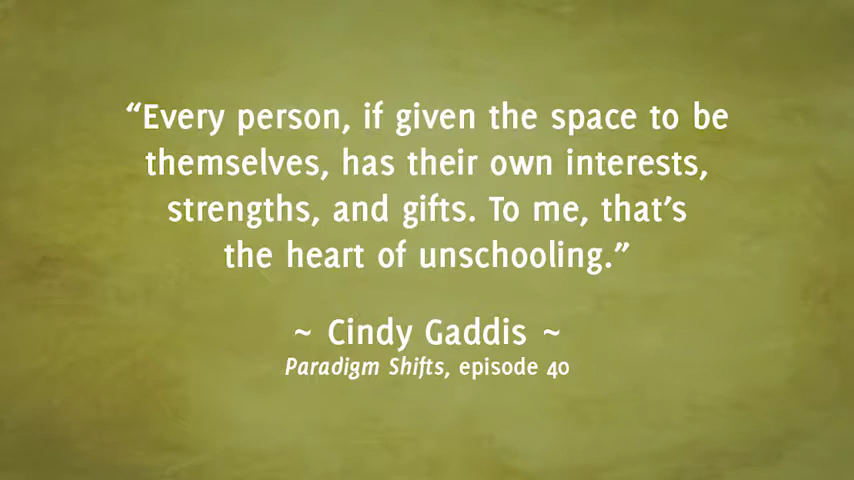 “Every person, if given the space to be
themselves, has their own interests,
strengths, and gifts. To me, that’s
the heart of unschooling.”
~ Cindy Gaddis ~
Paradigm Shifts, episode 40